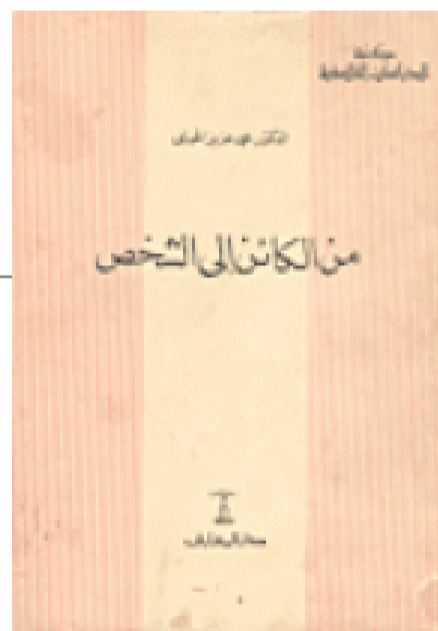 مكتبة
الدراسات الفلسفية
الدكتور محمد عزيز الحبابي
من الكائن إلى الشخص
دار المعارف